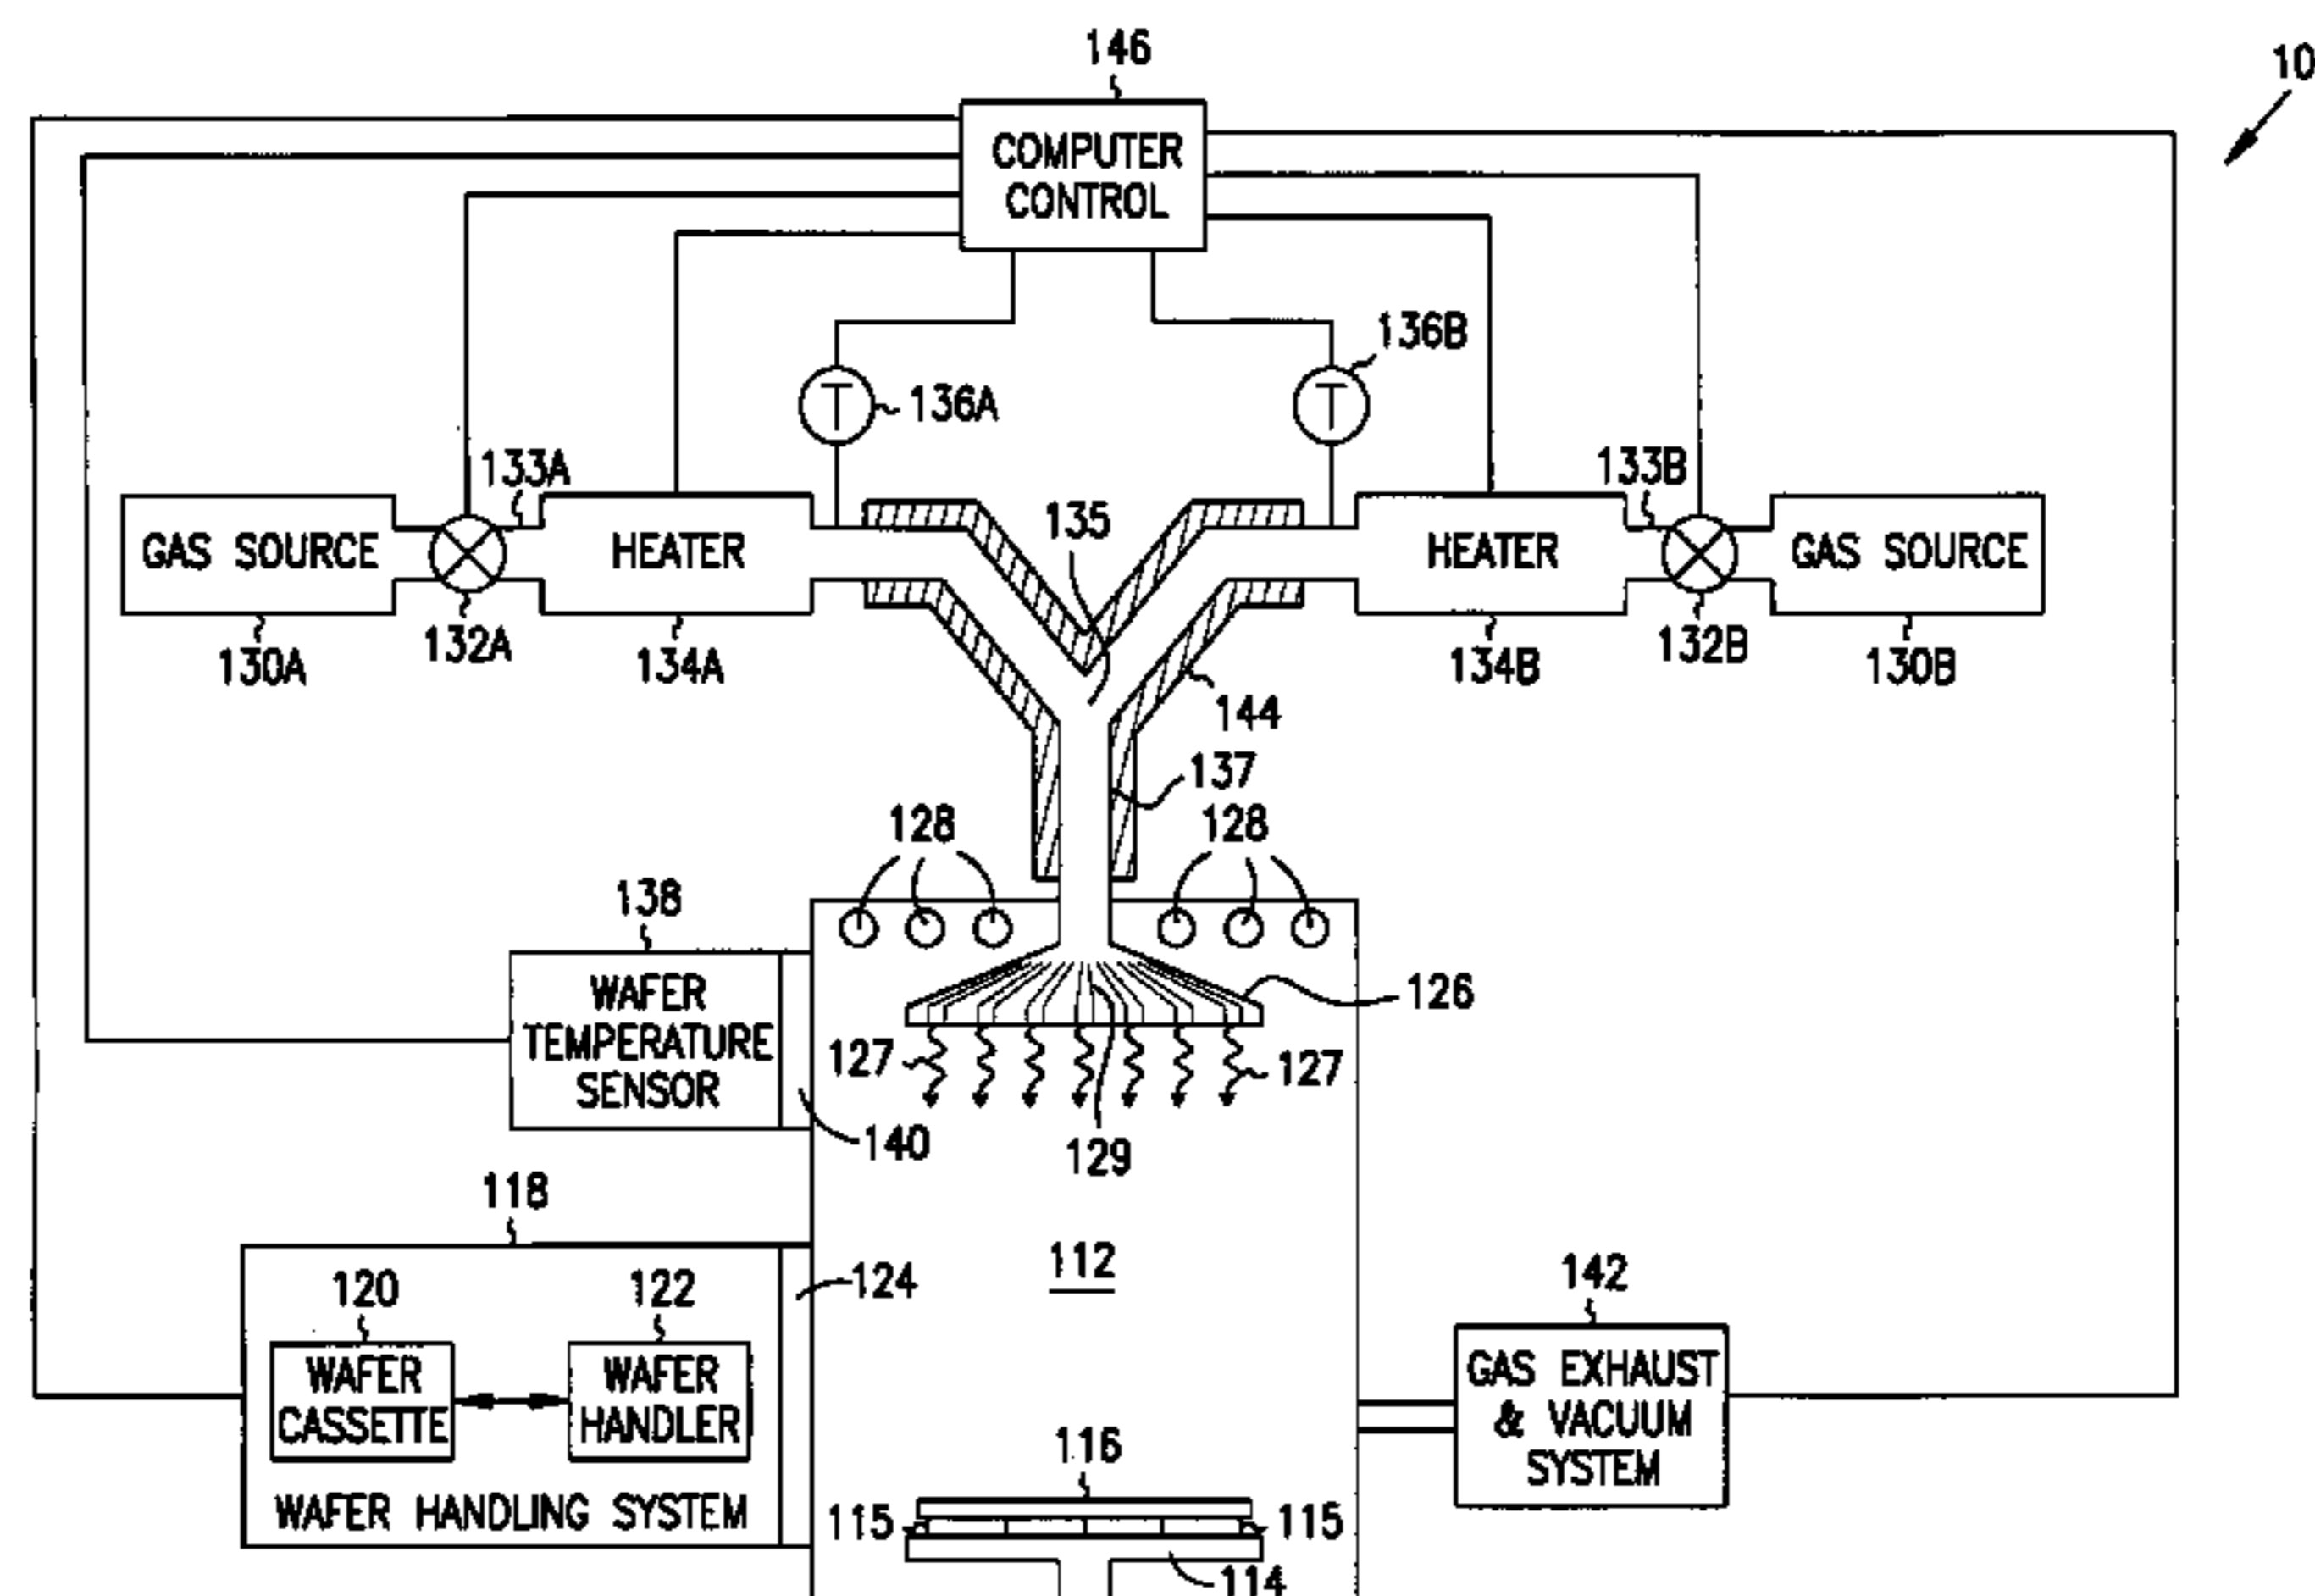 146
10
COMPUTER
CONTROL
136B
136A
133A
135
133B
GAS SOURCE
HEATER
HEATER
GAS SOURCE
130A
132A
134A
134B
132B
130B
144
137
128
128
138
WAFER
TEMPERATURE
SENSOR
126
127
127
140
129
118
112
124
142
120
122
WAFER
CASSETTE
WAFER
HANDLER
GAS EXHAUST
& VACUUM
SYSTEM
116
WAFER HANDLING SYSTEM
115
115
114
T
T